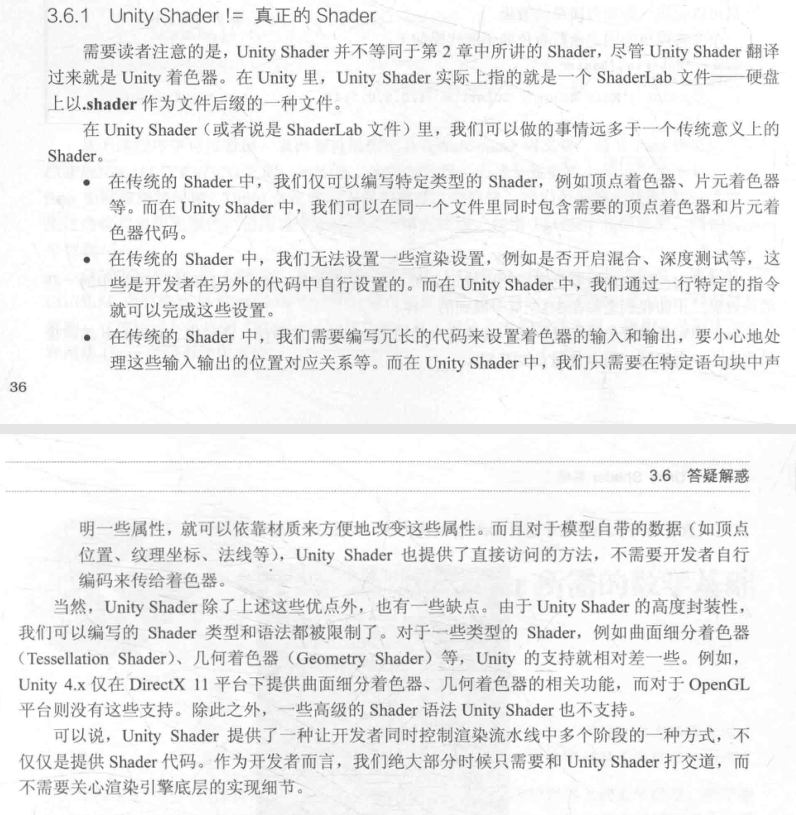 3.6.1 Unity Shader != 真正的 Shader
需要读者注意的是，Unity Shader 并不等同于第 2 章中所讲的 Shader，尽管 Unity Shader 翻译
过来就是 Unity 着色器。在 Unity 里，Unity Shader 实际上指的就是一个 ShaderLab 文件——硬盘
上以.shader 作为文件后缀的一种文件。
在 Unity Shader（或者说是 ShaderLab 文件）里，我们可以做的事情远多于一个传统意义上的
Shader。
● 在传统的 Shader 中，我们仅可以编写特定类型的 Shader，例如顶点着色器、片元着色器
等。而在 Unity Shader 中，我们可以在同一个文件里同时包含需要的顶点着色器和片元着
色器代码。
● 在传统的 Shader 中，我们无法设置一些渲染设置，例如是否开启混合、深度测试等，这
些是开发者在另外的代码中自行设置的。而在 Unity Shader 中，我们通过一行特定的指令
就可以完成这些设置。
● 在传统的 Shader 中，我们需要编写冗长的代码来设置着色器的输入和输出，要小心地处
理这些输入输出的位置对应关系等。而在 Unity Shader 中，我们只需要在特定语句块中声
36
3.6 答疑解惑
明一些属性，就可以依靠材质来方便地改变这些属性。而且对于模型自带的数据（如顶点
位置、纹理坐标、法线等），Unity Shader 也提供了直接访问的方法，不需要开发者自行
编码来传给着色器。
当然，Unity Shader 除了上述这些优点外，也有一些缺点。由于 Unity Shader 的高度封装性，
我们可以编写的 Shader 类型和语法都被限制了。对于一些类型的 Shader，例如曲面细分着色器
（Tessellation Shader）、几何着色器（Geometry Shader）等，Unity 的支持就相对差一些。例如，
Unity 4.x 仅在 DirectX 11 平台下提供曲面细分着色器、几何着色器的相关功能，而对于 OpenGL
平台则没有这些支持。除此之外，一些高级的 Shader 语法 Unity Shader 也不支持。
可以说，Unity Shader 提供了一种让开发者同时控制渲染流水线中多个阶段的一种方式，不
仅仅是提供 Shader 代码。作为开发者而言，我们绝大部分时候只需要和 Unity Shader 打交道，而
不需要关心渲染引擎底层的实现细节。